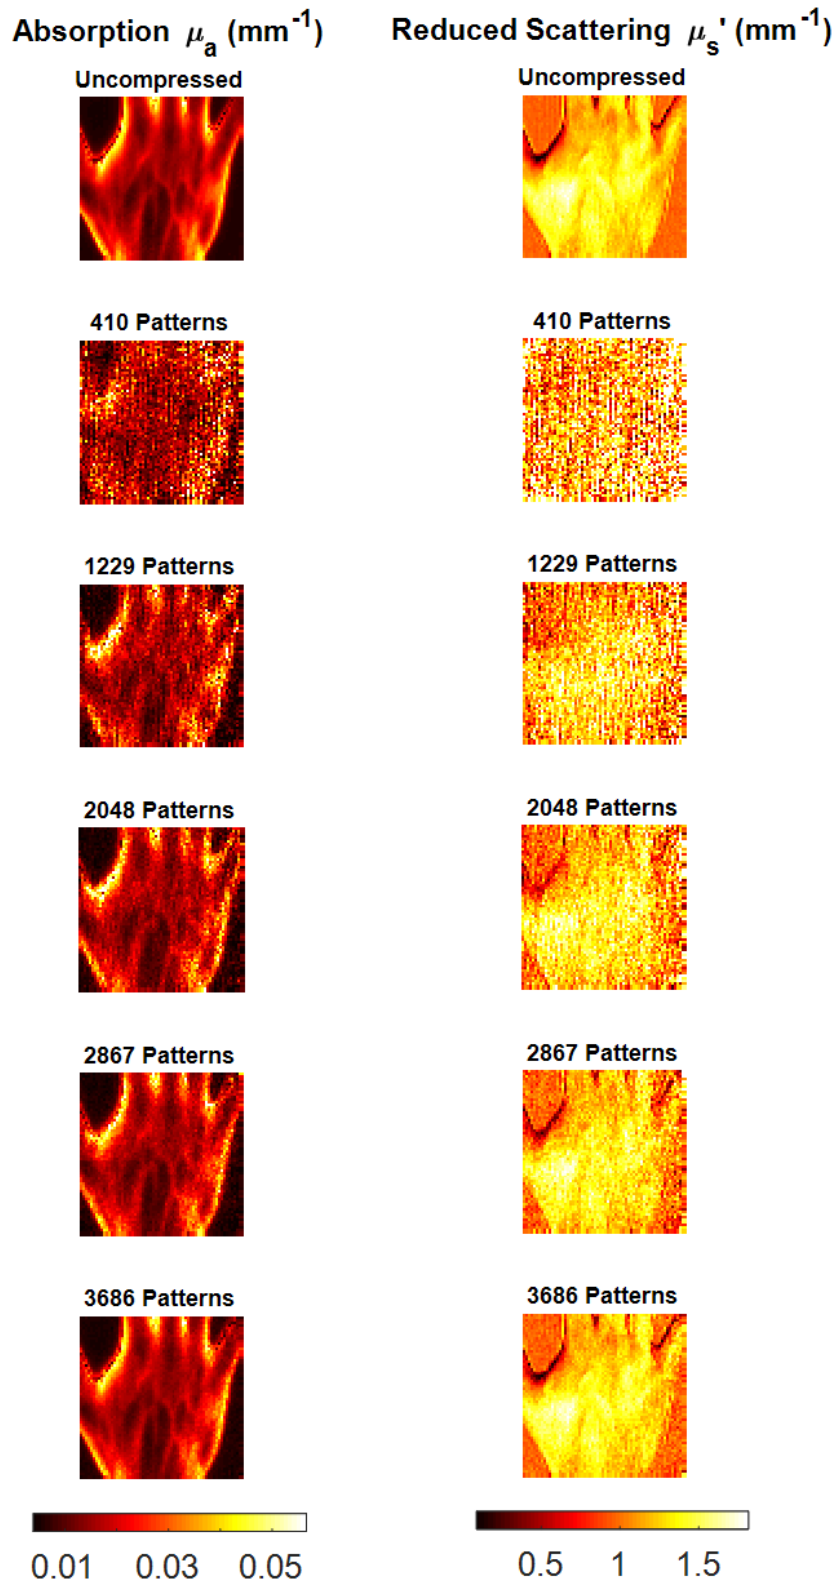 Absorption μa (mm-1) Reduced Scattering μs' (mm-1)
Uncompressed Uncompressed
410 Patterns 410 Patterns
1229 Patterns 1229 Patterns
2048 Patterns 2048 Patterns
2867 Patterns 2867 Patterns
3686 Patterns 3686 Patterns
0.01 0.03 0.05 0.5 1 1.5